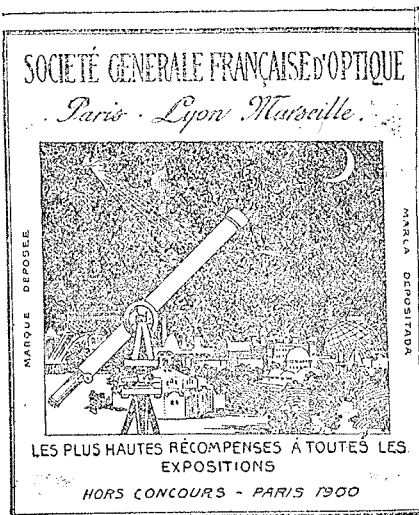 SOCIETÉ GENERALE FRANÇAISE D'OPTIQUE
. Paris . Lyon Marseille .
MARQUE DEPOSÉE
MARCA DEPOSITADA
LES PLUS HAUTES RÉCOMPENSES Á TOUTES LES
EXPOSITIONS
HORS CONCOURS - PARIS 1900